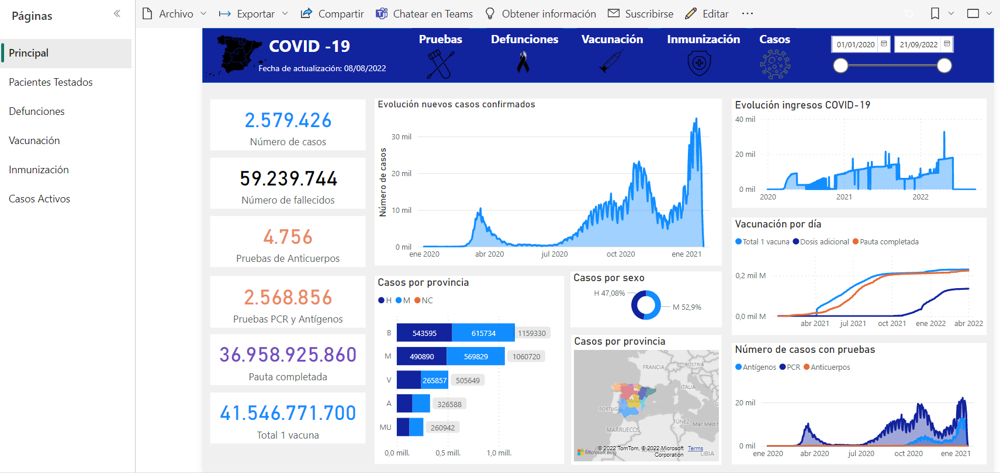 Páginas
Principal
Pacientes Testados
Defunciones
Vacunación
Inmunización
Casos Activos
Archivo
Exportar
Compartir
Chatear en Teams
Obtener información
Suscribirse
Editar
COVID -19
Fecha de actualización: 08/08/2022
Pruebas
Defunciones
Vacunación
Inmunización
Casos
01/01/2020
21/09/2022
2.579.426
Número de casos
59.239.744
Número de fallecidos
4.756
Pruebas de Anticuerpos
2.568.856
Pruebas PCR y Antígenos
36.958.925.860
Pauta completada
41.546.771.700
Total 1 vacuna
Evolución nuevos casos confirmados
Número de casos
30 mil
20 mil
10 mil
0 mil
ene 2020
abr 2020
jul 2020
oct 2020
ene 2021
Casos por provincia
H M NC
B 543595 615734 1159330
M 490890 569829 1060720
V 265857 505649
A 326588
MU 260942
0,0 mill. 0,5 mill. 1,0 mill.
Casos por sexo
H 47,08%
M 52,9%
Casos por provincia
FRANCIA
AUSTRIA
ITALIA
ESPAÑA
PORTUGAL
TÚNEZ
Mar Medit
MARRUECOS
LIBIA
© 2022 TomTom, © 2022 Microsoft Terms
Corporation
Microsoft Bing
Evolución ingresos COVID-19
40 mil
20 mil
0 mil
2020 2021 2022
Vacunación por día
Total 1 vacuna Dosis adicional Pauta completada
0,2 mil M
0,0 mil M
abr 2021 jul 2021 oct 2021 ene 2022 abr 2022
Número de casos con pruebas
Antígenos PCR Anticuerpos
20 mil
0 mil
ene 2020 abr 2020 jul 2020 oct 2020 ene 2021